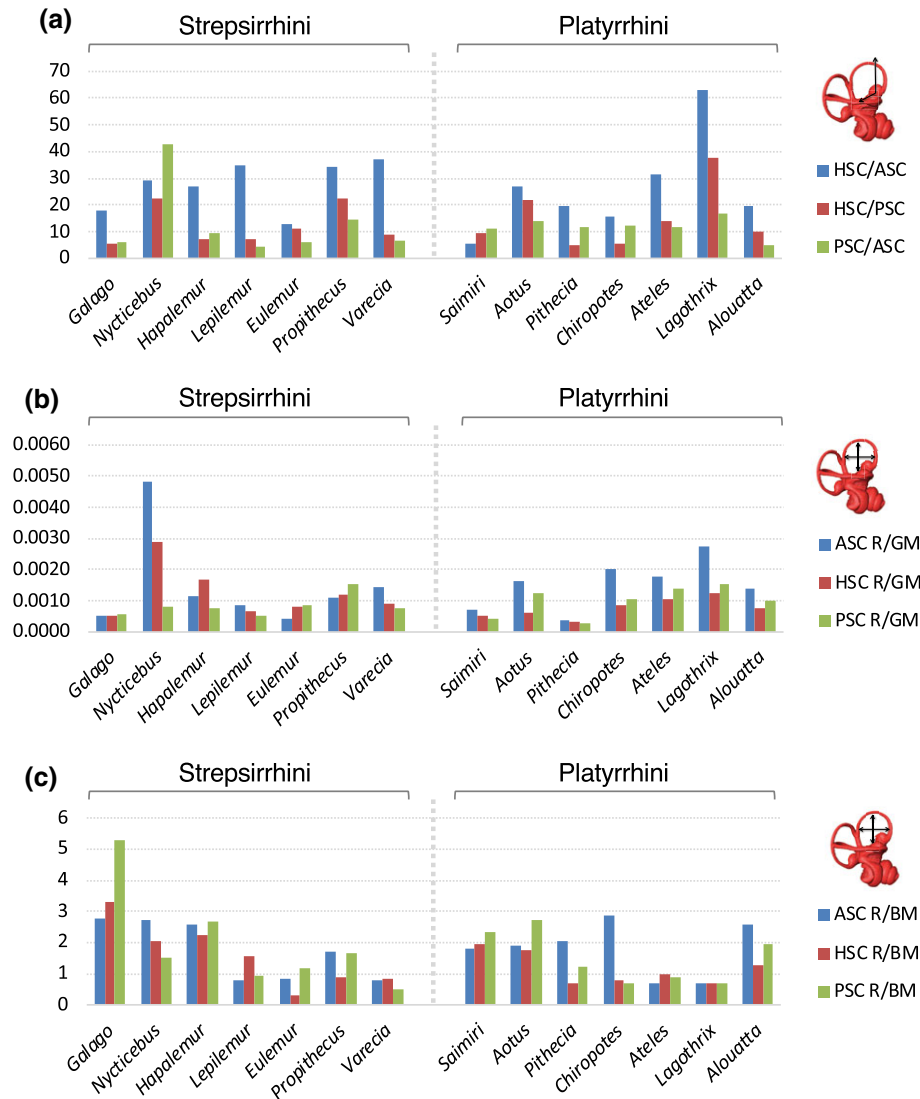 (a)
Strepsirrhini
Platyrrhini
70
60
50
40
30
20
10
0
Galago
Nycticebus
Hapalemur
Lepilemur
Eulemur
Propithecus
Varecia
Saimiri
Aotus
Pithecia
Chiropotes
Ateles
Lagothrix
Alouatta
HSC/ASC
HSC/PSC
PSC/ASC
(b)
Strepsirrhini
Platyrrhini
0.0060
0.0050
0.0040
0.0030
0.0020
0.0010
0.0000
Galago
Nycticebus
Hapalemur
Lepilemur
Eulemur
Propithecus
Varecia
Saimiri
Aotus
Pithecia
Chiropotes
Ateles
Lagothrix
Alouatta
ASC R/GM
HSC R/GM
PSC R/GM
(c)
Strepsirrhini
Platyrrhini
6
5
4
3
2
1
0
Galago
Nycticebus
Hapalemur
Lepilemur
Eulemur
Propithecus
Varecia
Saimiri
Aotus
Pithecia
Chiropotes
Ateles
Lagothrix
Alouatta
ASC R/BM
HSC R/BM
PSC R/BM